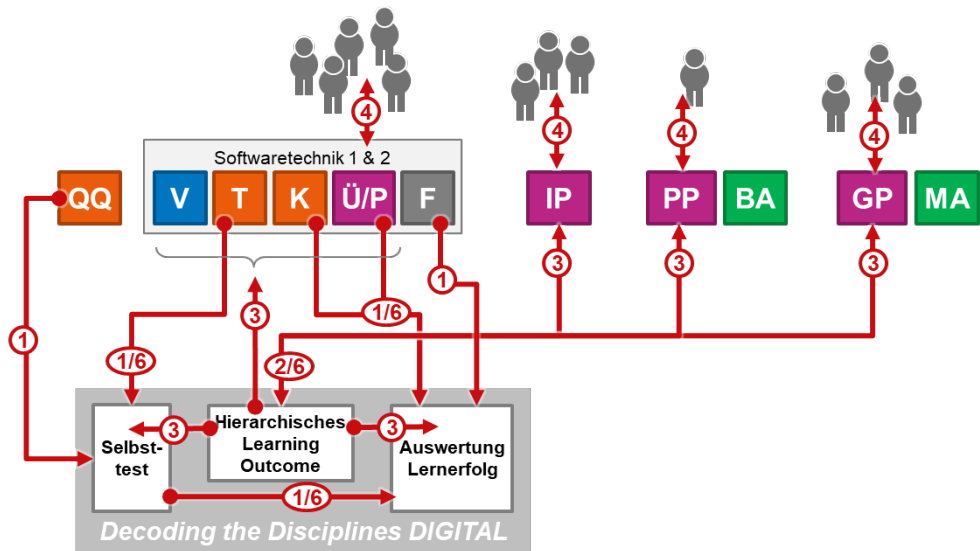 4
4
4
4
Softwaretechnik 1 & 2
QQ
V
T
K
Ü/P
F
IP
PP
BA
GP
MA
3
3
3
1
3
1/6
1
1/6
2/6
Selbst-
test
3
Hierarchisches
Learning
Outcome
3
Auswertung
Lernerfolg
1/6
Decoding the Disciplines DIGITAL